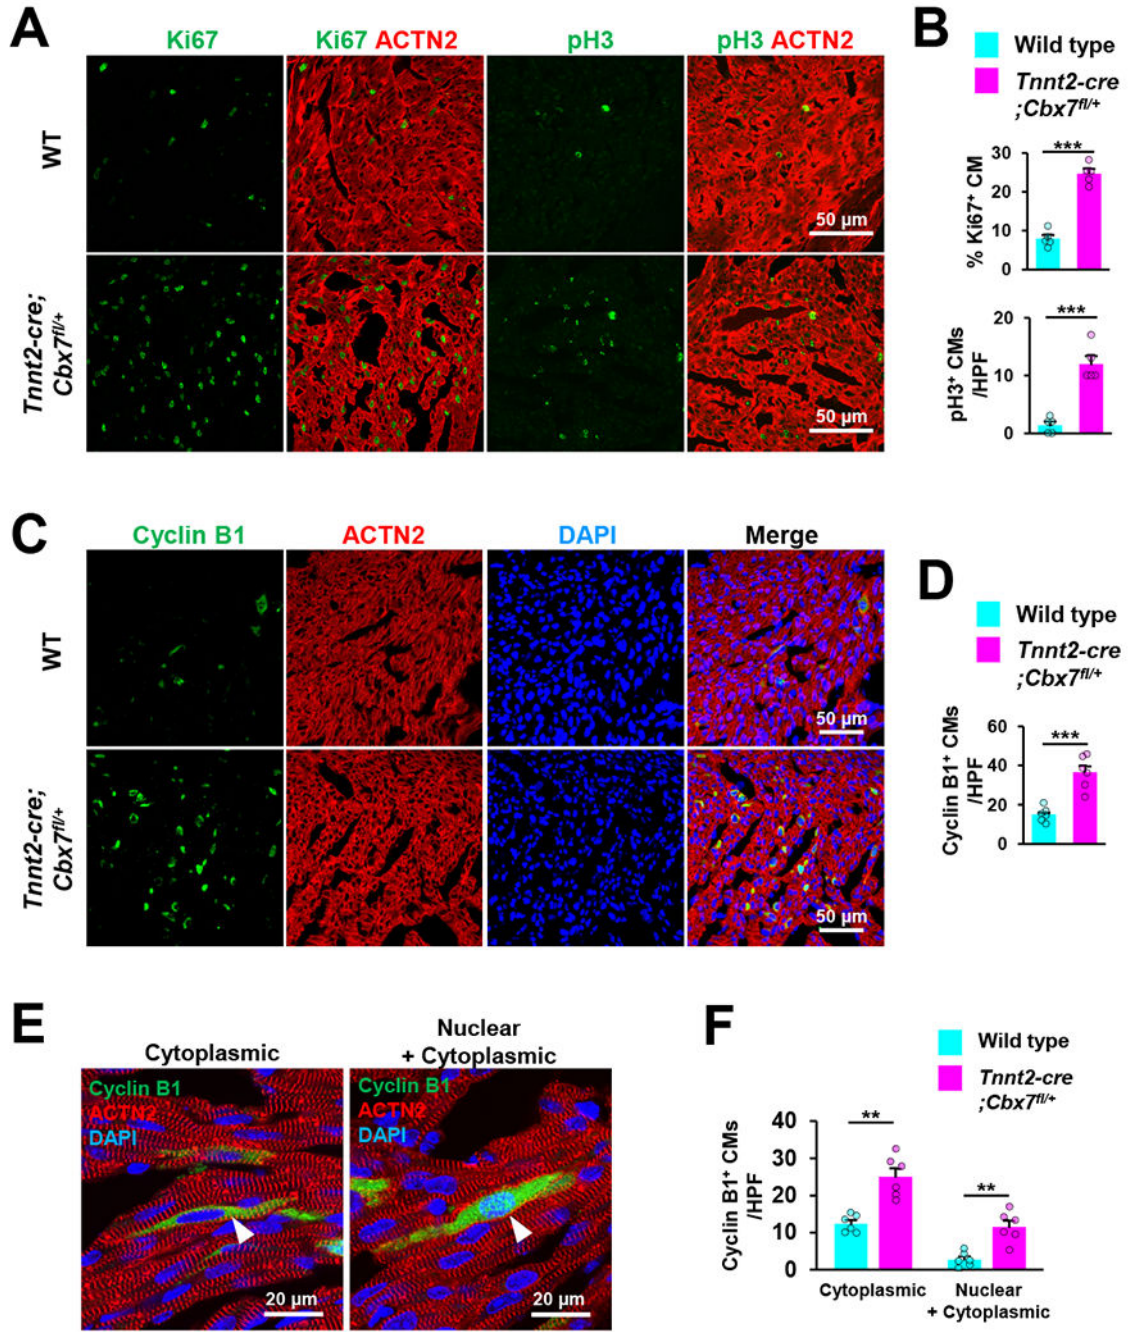 A
Ki67
Ki67 ACTN2
pH3
pH3 ACTN2
WT
50 µm
Tnnt2-cre;
Cbx7fl/+
50 µm
B
Wild type
Tnnt2-cre
;Cbx7fl/+
% Ki67+ CM
30
20
10
0
***
pH3+ CMs
/HPF
20
10
0
***
C
Cyclin B1
ACTN2
DAPI
Merge
WT
50 µm
Tnnt2-cre;
Cbx7fl/+
50 µm
D
Wild type
Tnnt2-cre
;Cbx7fl/+
Cyclin B1+ CMs
/HPF
60
40
20
0
***
E
Cytoplasmic
Cyclin B1
ACTN2
DAPI
20 µm
Nuclear
+ Cytoplasmic
Cyclin B1
ACTN2
DAPI
20 µm
F
Wild type
Tnnt2-cre
;Cbx7fl/+
Cyclin B1+ CMs
/HPF
40
30
20
10
0
**
**
Cytoplasmic
Nuclear
+ Cytoplasmic